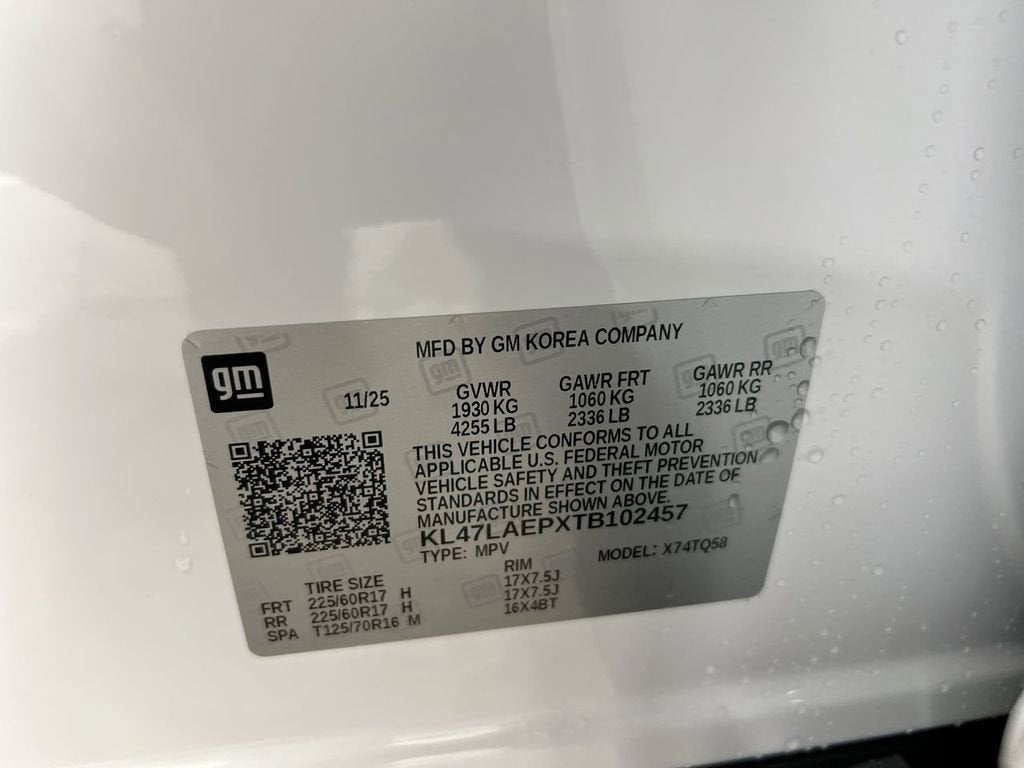 MFD BY GM KOREA COMPANY
gm
11/25
GVWR GAWR FRT GAWR RR
1930 KG 1060 KG 1060 KG
4255 LB 2336 LB 2336 LB
THIS VEHICLE CONFORMS TO ALL
APPLICABLE U.S. FEDERAL MOTOR
VEHICLE SAFETY AND THEFT PREVENTION
STANDARDS IN EFFECT ON THE DATE OF
MANUFACTURE SHOWN ABOVE.
KL47LAEPXTB102457
TYPE: MPV MODEL: X74TQ58
TIRE SIZE RIM
FRT 225/60R17 H 17X7.5J
RR 225/60R17 H 17X7.5J
SPA T125/70R16 M 16X4BT